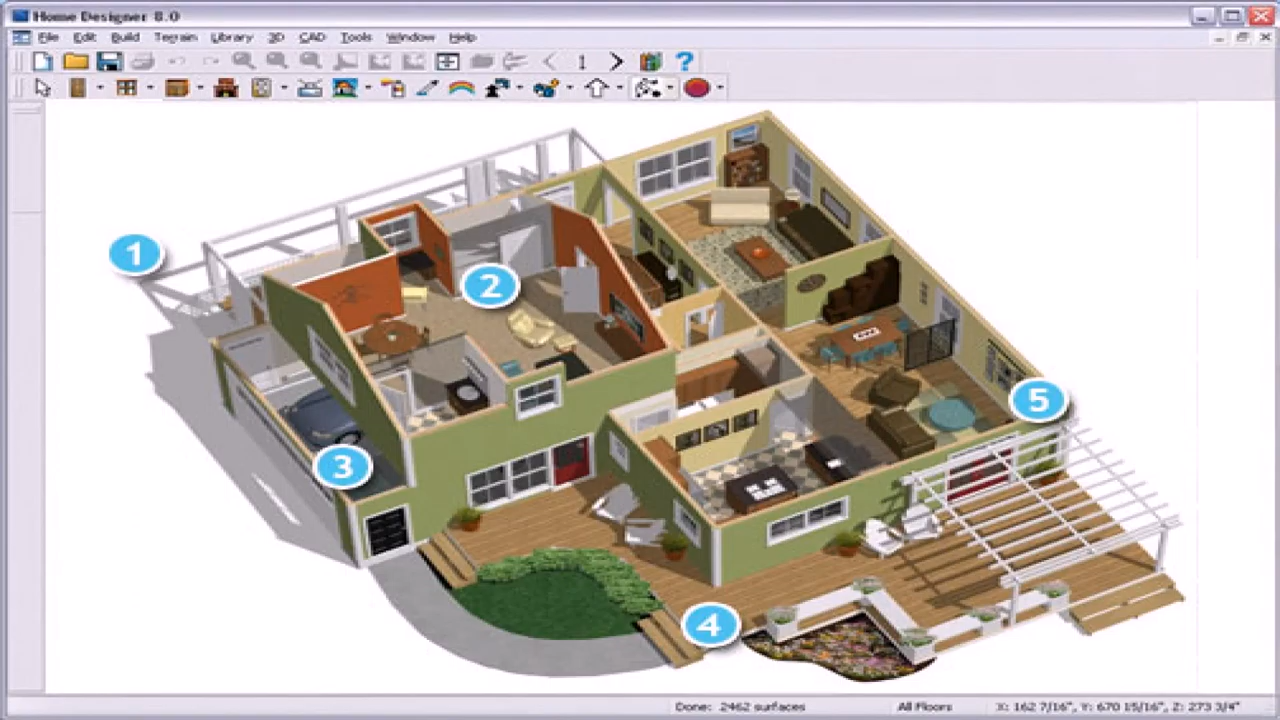 Home Designer 8.0
File Edit Build Terrain Library 3D CAD Tools Window Help
1
?
1
2
3
4
5
Done: 2462 surfaces
All Floors
X: 162 7/16", Y: 670 15/16", Z: 273 3/4"